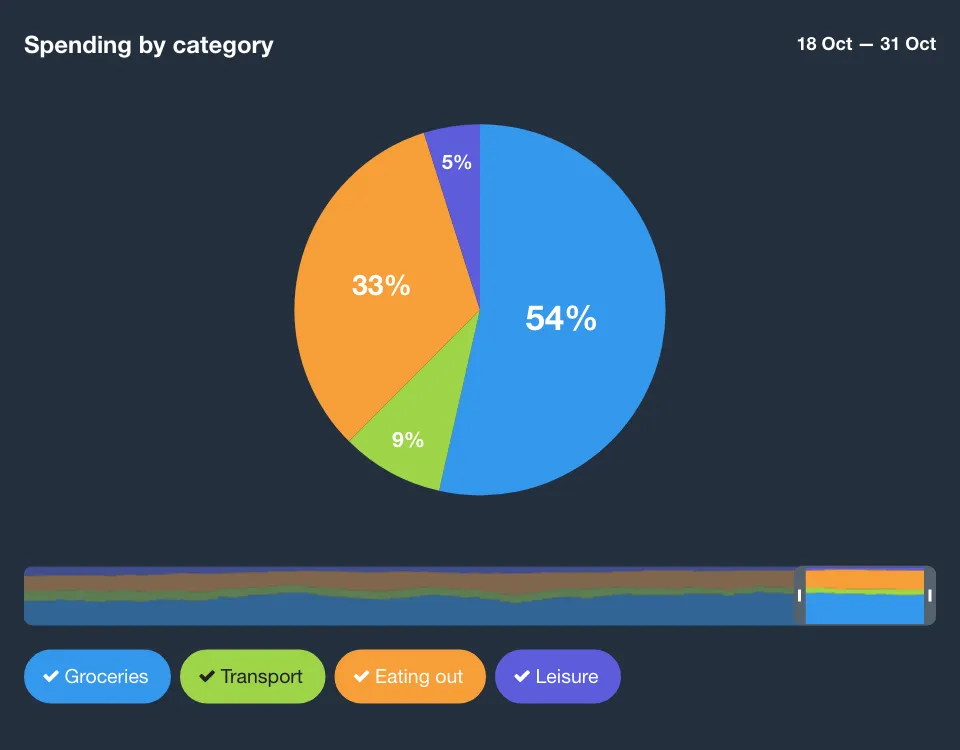 Spending by category
18 Oct — 31 Oct
5%
33%
54%
9%
Groceries
Transport
Eating out
Leisure